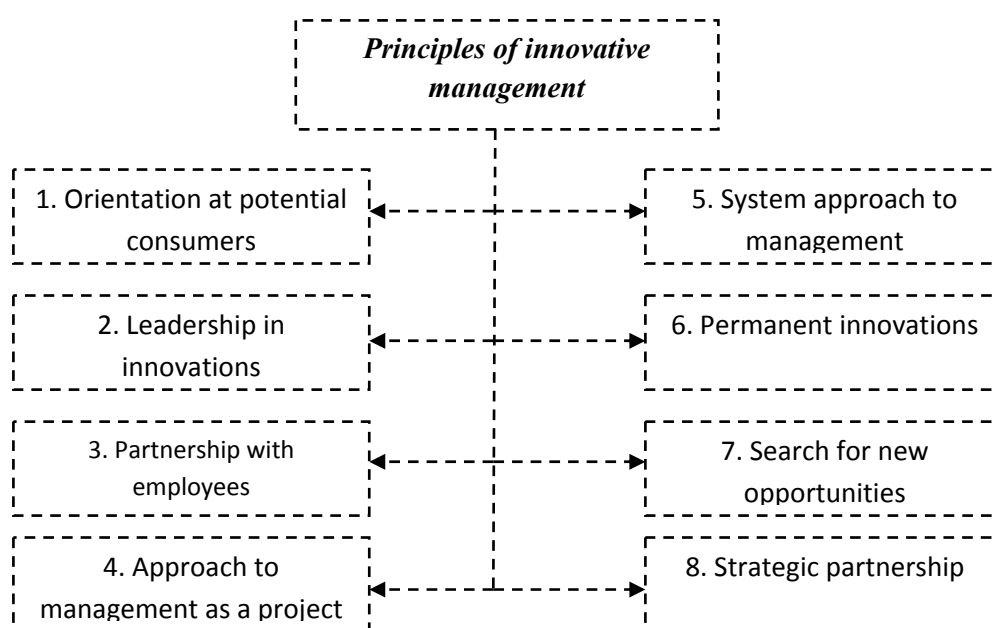 Principles of innovative
management
1. Orientation at potential
consumers
2. Leadership in
innovations
3. Partnership with
employees
4. Approach to
management as a project
5. System approach to
management
6. Permanent innovations
7. Search for new
opportunities
8. Strategic partnership